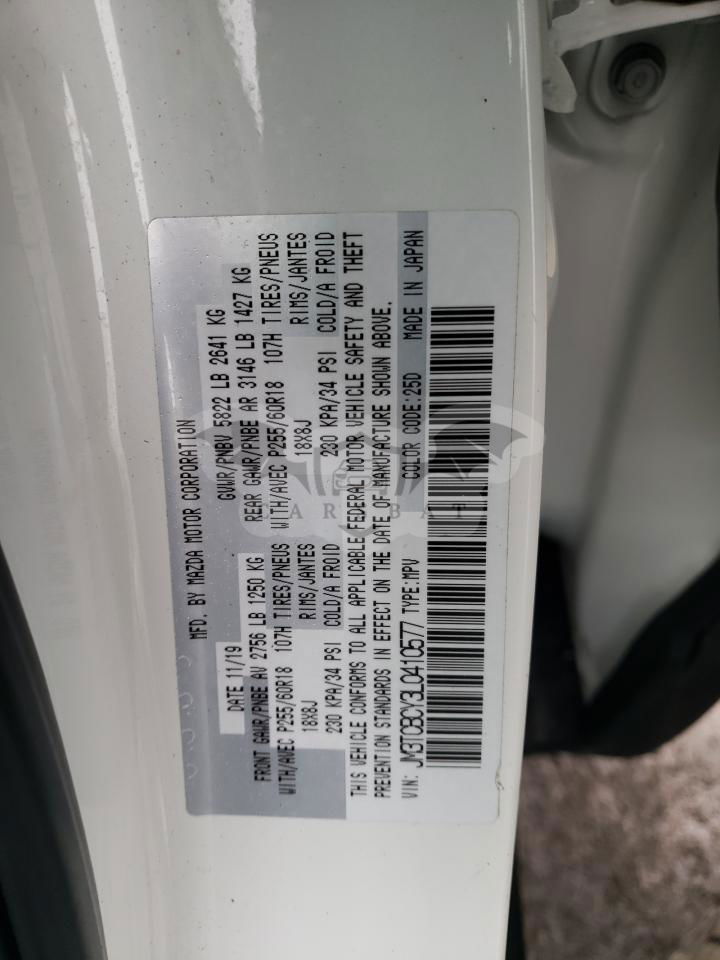 MFD. BY MAZDA MOTOR CORPORATION
DATE 11/19 GVWR/PNBV 5822 LB 2641 KG
FRONT GAWR/PNBE AV 2756 LB 1250 KG REAR GAWR/PNBE AR 3146 LB 1427 KG
WITH/AVEC P255/60R18 107H TIRES/PNEUS WITH/AVEC P255/60R18 107H TIRES/PNEUS
18X8J RIMS/JANTES 18X8J RIMS/JANTES
230 KPA/34 PSI COLD/A FROID 230 KPA/34 PSI COLD/A FROID
THIS VEHICLE CONFORMS TO ALL APPLICABLE FEDERAL MOTOR VEHICLE SAFETY AND THEFT
PREVENTION STANDARDS IN EFFECT ON THE DATE OF MANUFACTURE SHOWN ABOVE.
VIN: JM3TCBCY3L0410577 TYPE:MPV COLOR CODE:25D MADE IN JAPAN